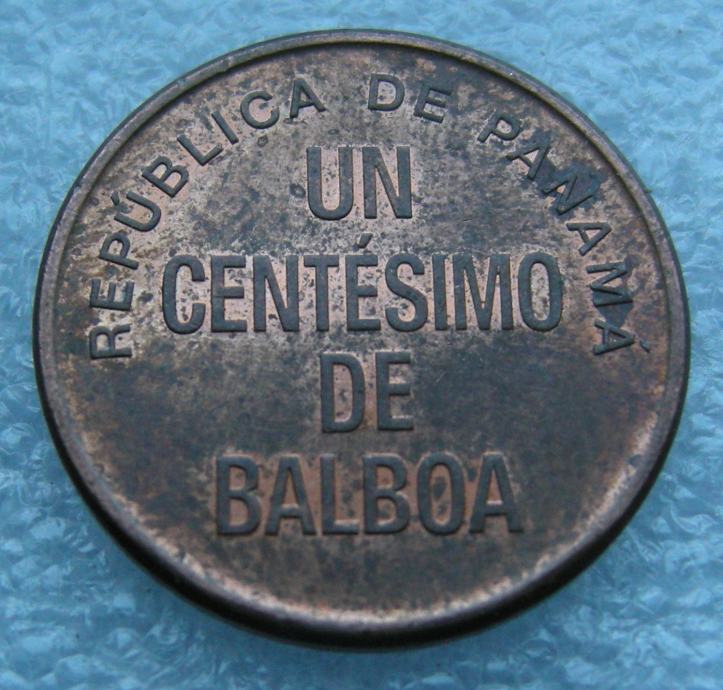 REPÚBLICA DE PANAMÁ
UN
CENTÉSIMO
DE
BALBOA